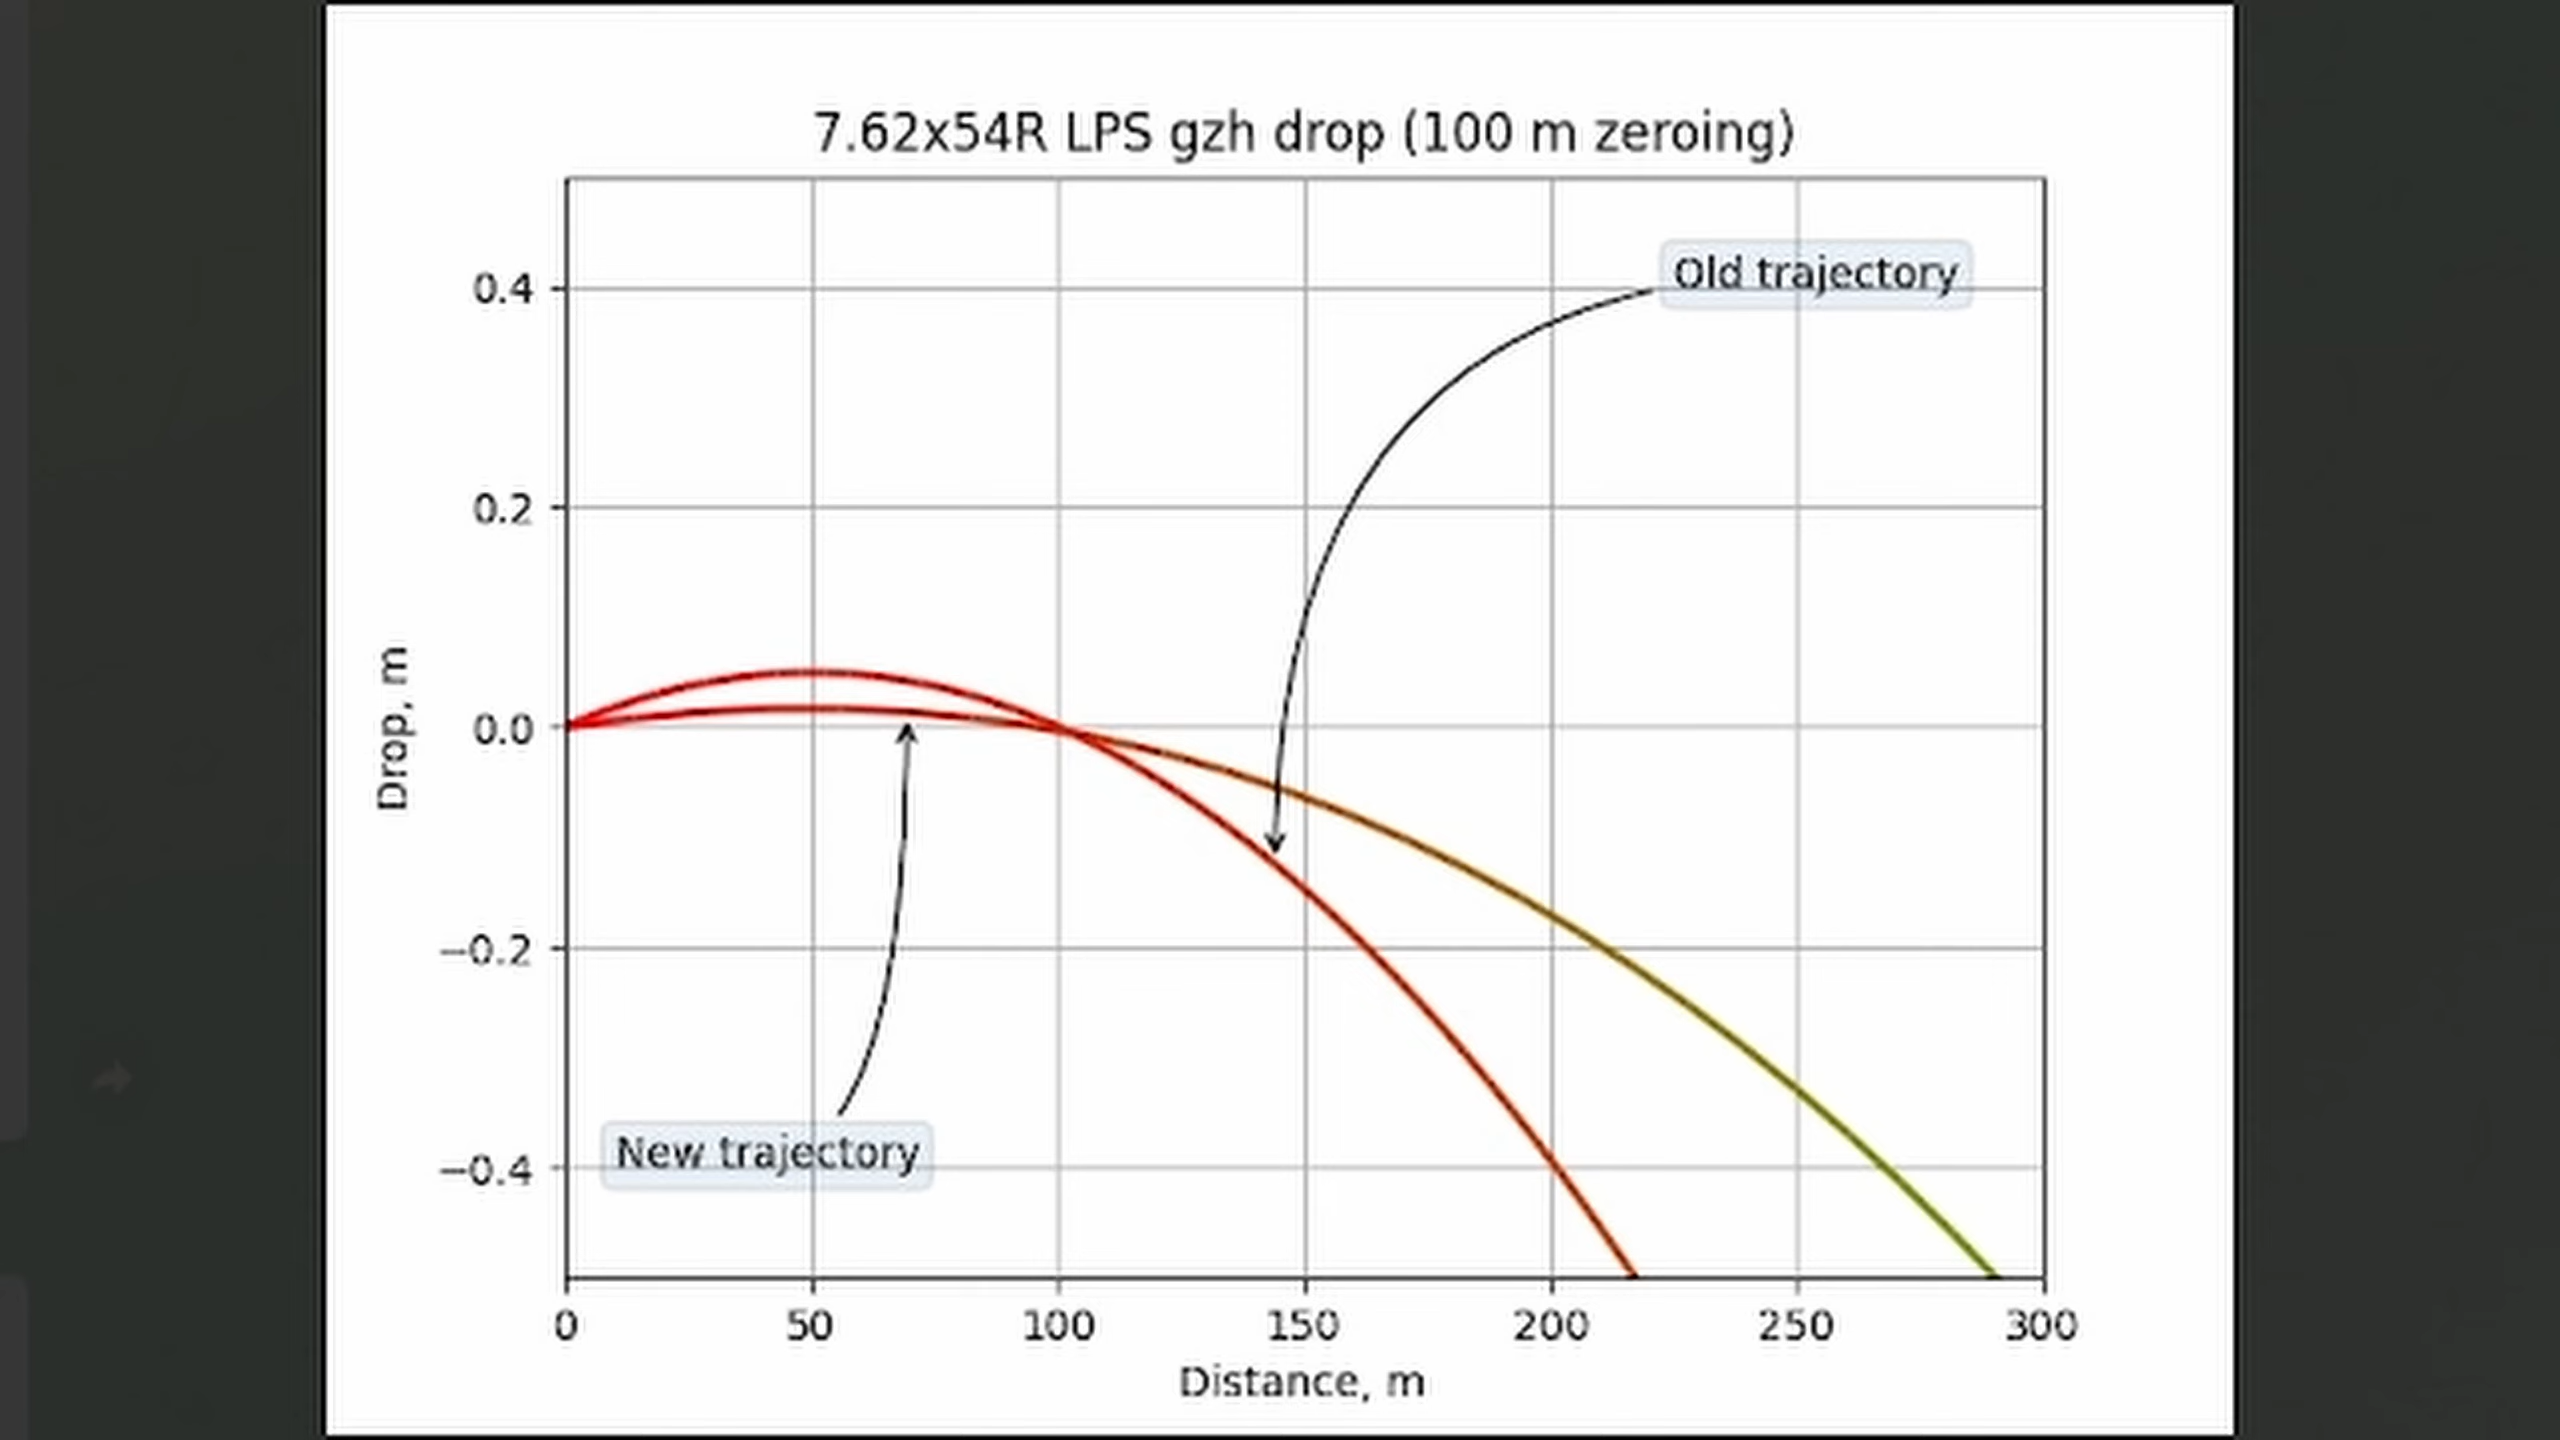 7.62x54R LPS gzh drop (100 m zeroing)
Old trajectory
0.4
0.2
0.0
−0.2
−0.4
Drop, m
New trajectory
0 50 100 150 200 250 300
Distance, m